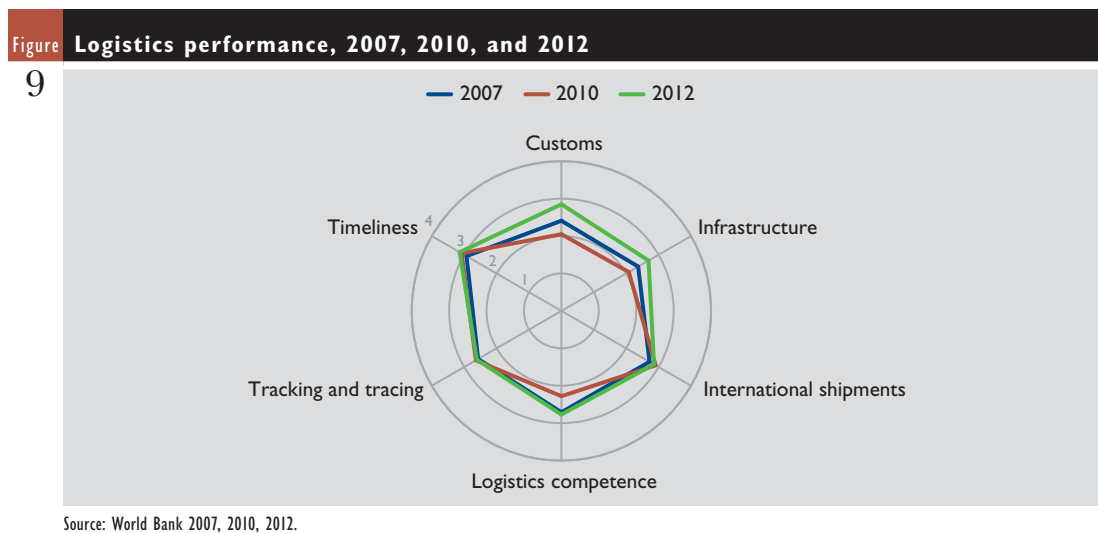 Figure Logistics performance, 2007, 2010, and 2012
9
2007 2010 2012
Customs
Timeliness 4 Infrastructure
3
2
1
Tracking and tracing International shipments
Logistics competence
Source: World Bank 2007, 2010, 2012.